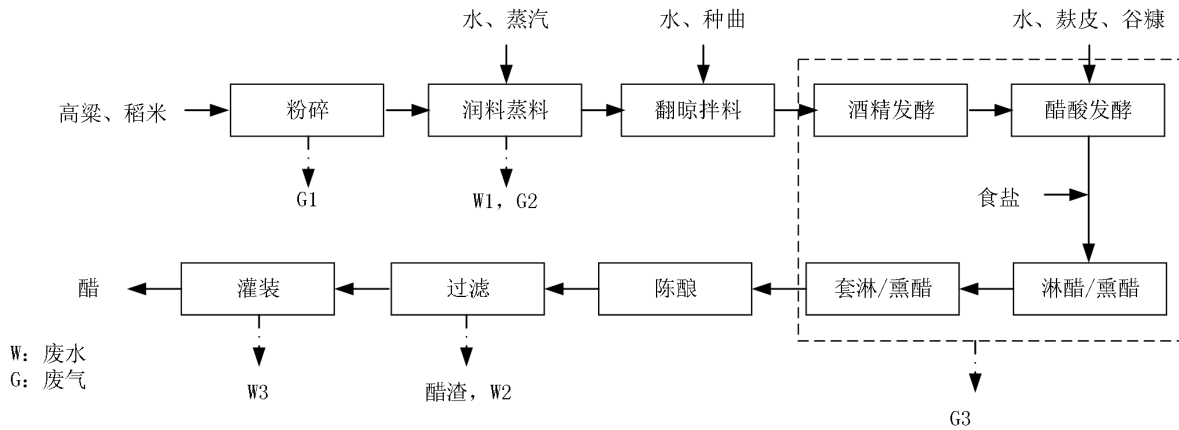 水、蒸汽
水、种曲
水、麸皮、谷糠
高粱、稻米
粉碎
润料蒸料
翻晾拌料
酒精发酵
醋酸发酵
G1
W1，G2
食盐
醋
灌装
过滤
陈酿
套淋/熏醋
淋醋/熏醋
W：废水
G：废气
W3
醋渣，W2
G3